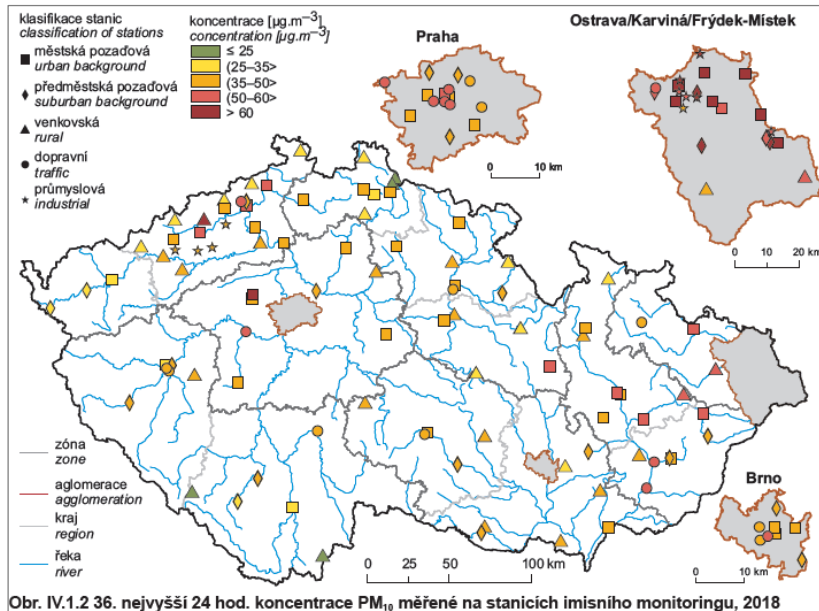 klasifikace stanic
classification of stations
městská pozaďová
urban background
předměstská pozaďová
suburban background
venkovská
rural
dopravní
traffic
průmyslová
industrial
koncentrace [µg.m⁻³]
concentration [µg.m⁻³]
≤ 25
(25–35>
(35–50>
(50–60>
> 60
Praha
0 10 km
Ostrava/Karviná/Frýdek-Místek
0 10 20 km
zóna
zone
aglomerace
agglomeration
kraj
region
řeka
river
0 50 100 km
Brno
0 10 km
Obr. IV.1.2 36. nejvyšší 24 hod. koncentrace PM₁₀ měřené na stanicích imisního monitoringu, 2018